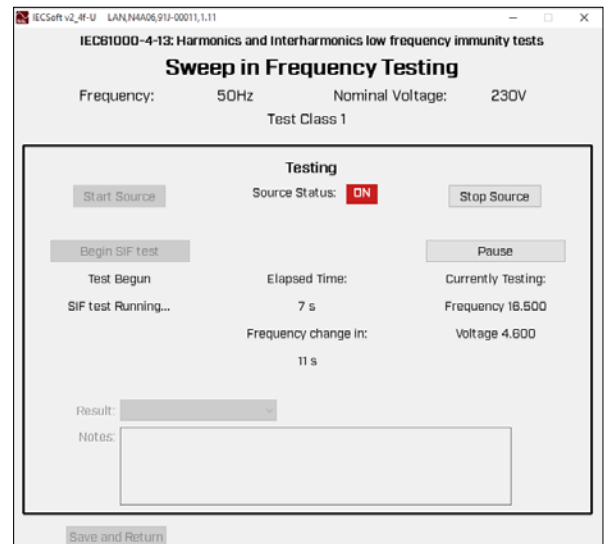 IECSoft v2_4f-U LAN,N4A06,91J-00011,1.11
IEC61000-4-13: Harmonics and Interharmonics low frequency immunity tests
Sweep in Frequency Testing
Frequency: 50Hz Nominal Voltage: 230V
Test Class 1
Testing
Start Source Source Status: ON Stop Source
Begin SIF test Pause
Test Begun Elapsed Time: Currently Testing:
SIF test Running... 7 s Frequency 16.500
Frequency change in: Voltage 4.600
11 s
Result:
Notes:
Save and Return